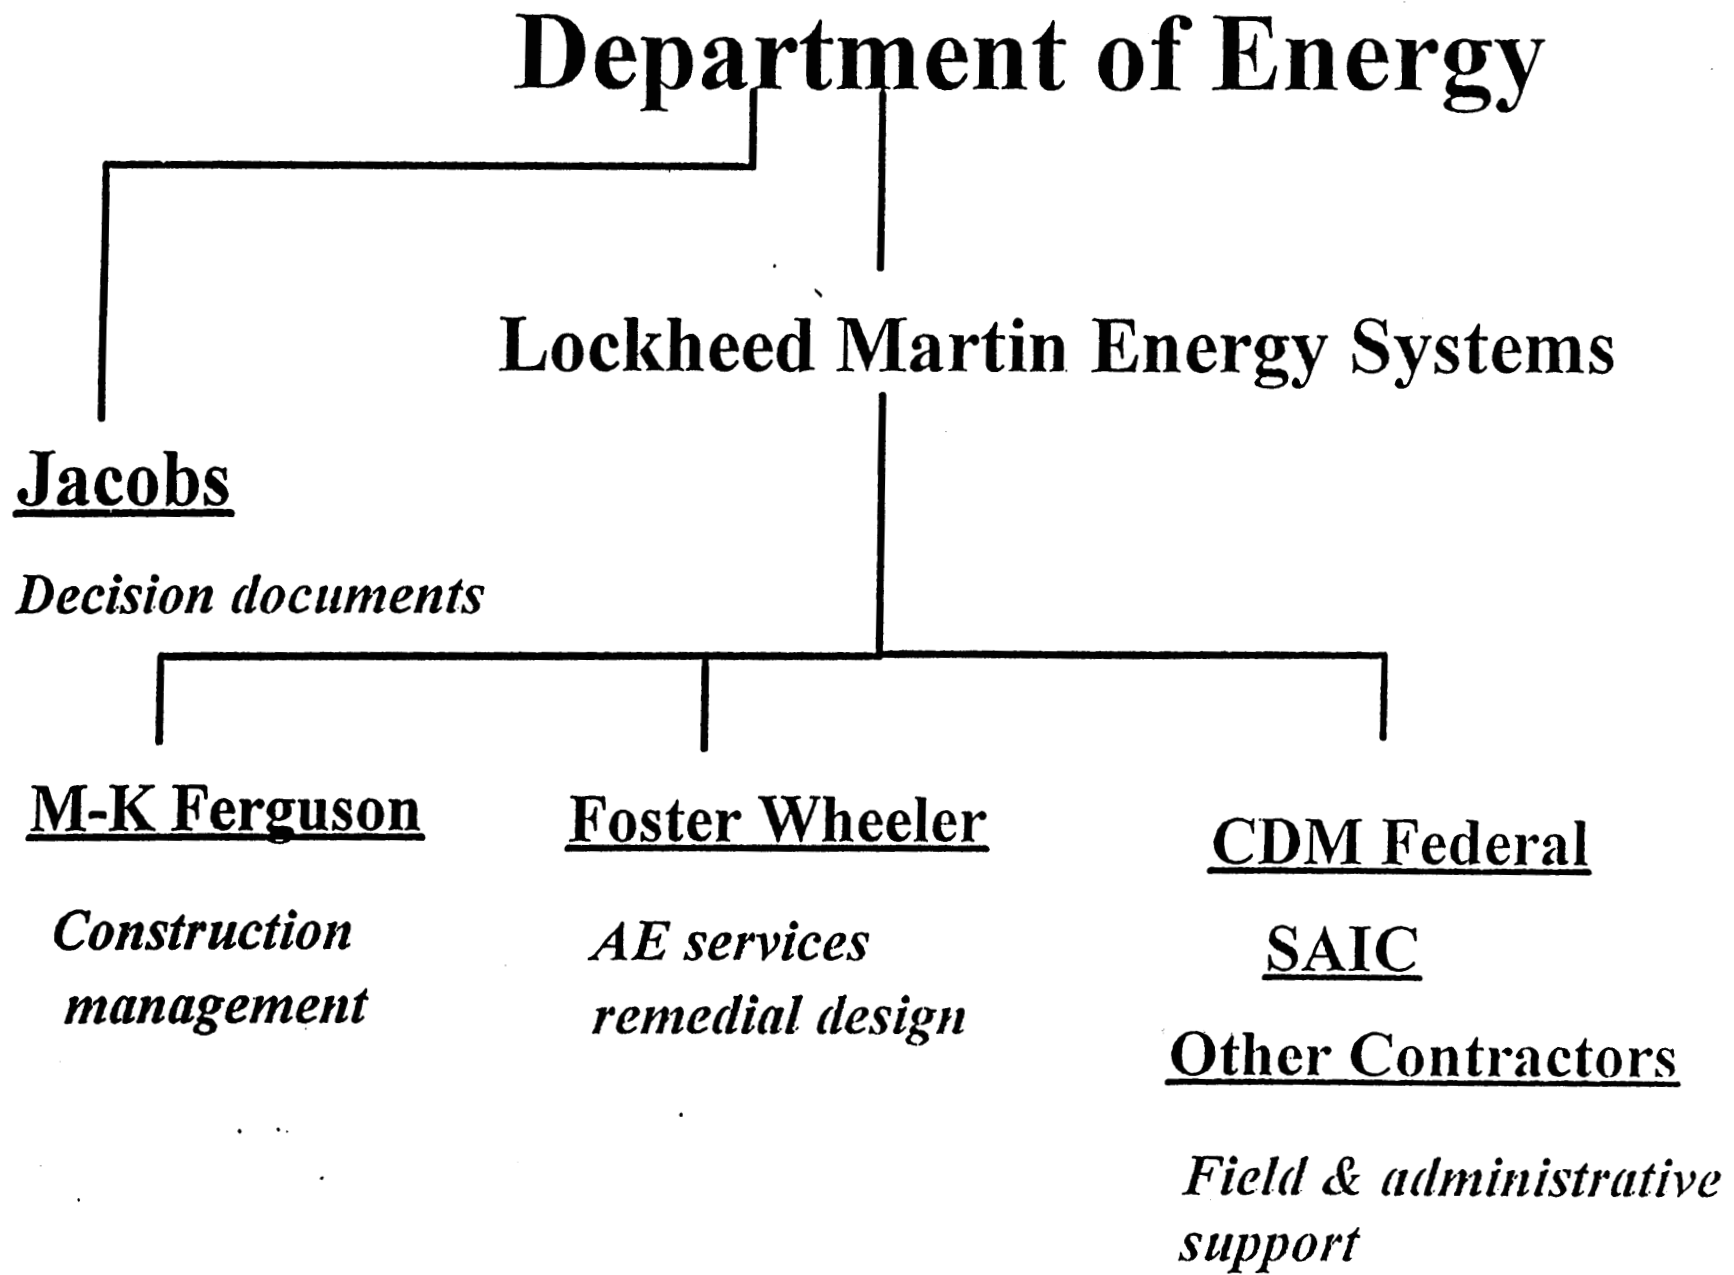 Department of Energy
Lockheed Martin Energy Systems
Jacobs
Decision documents
M-K Ferguson
Construction
management
Foster Wheeler
AE services
remedial design
CDM Federal
SAIC
Other Contractors
Field & administrative
support